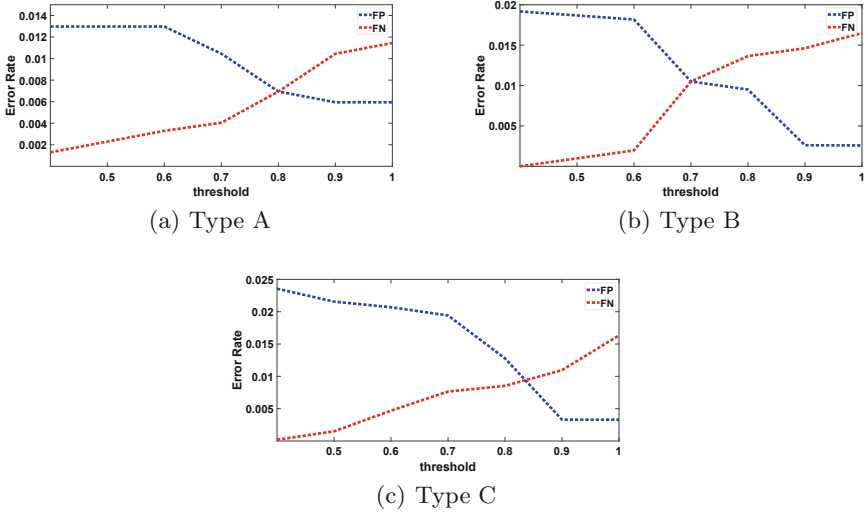 0.014
0.012
0.01
0.008
0.006
0.004
0.002
Error Rate
0.5 0.6 0.7 0.8 0.9 1
threshold
FP
FN
(a) Type A
0.02
0.015
0.01
0.005
Error Rate
0.5 0.6 0.7 0.8 0.9 1
threshold
FP
FN
(b) Type B
0.025
0.02
0.015
0.01
0.005
Error Rate
0.5 0.6 0.7 0.8 0.9 1
threshold
FP
FN
(c) Type C